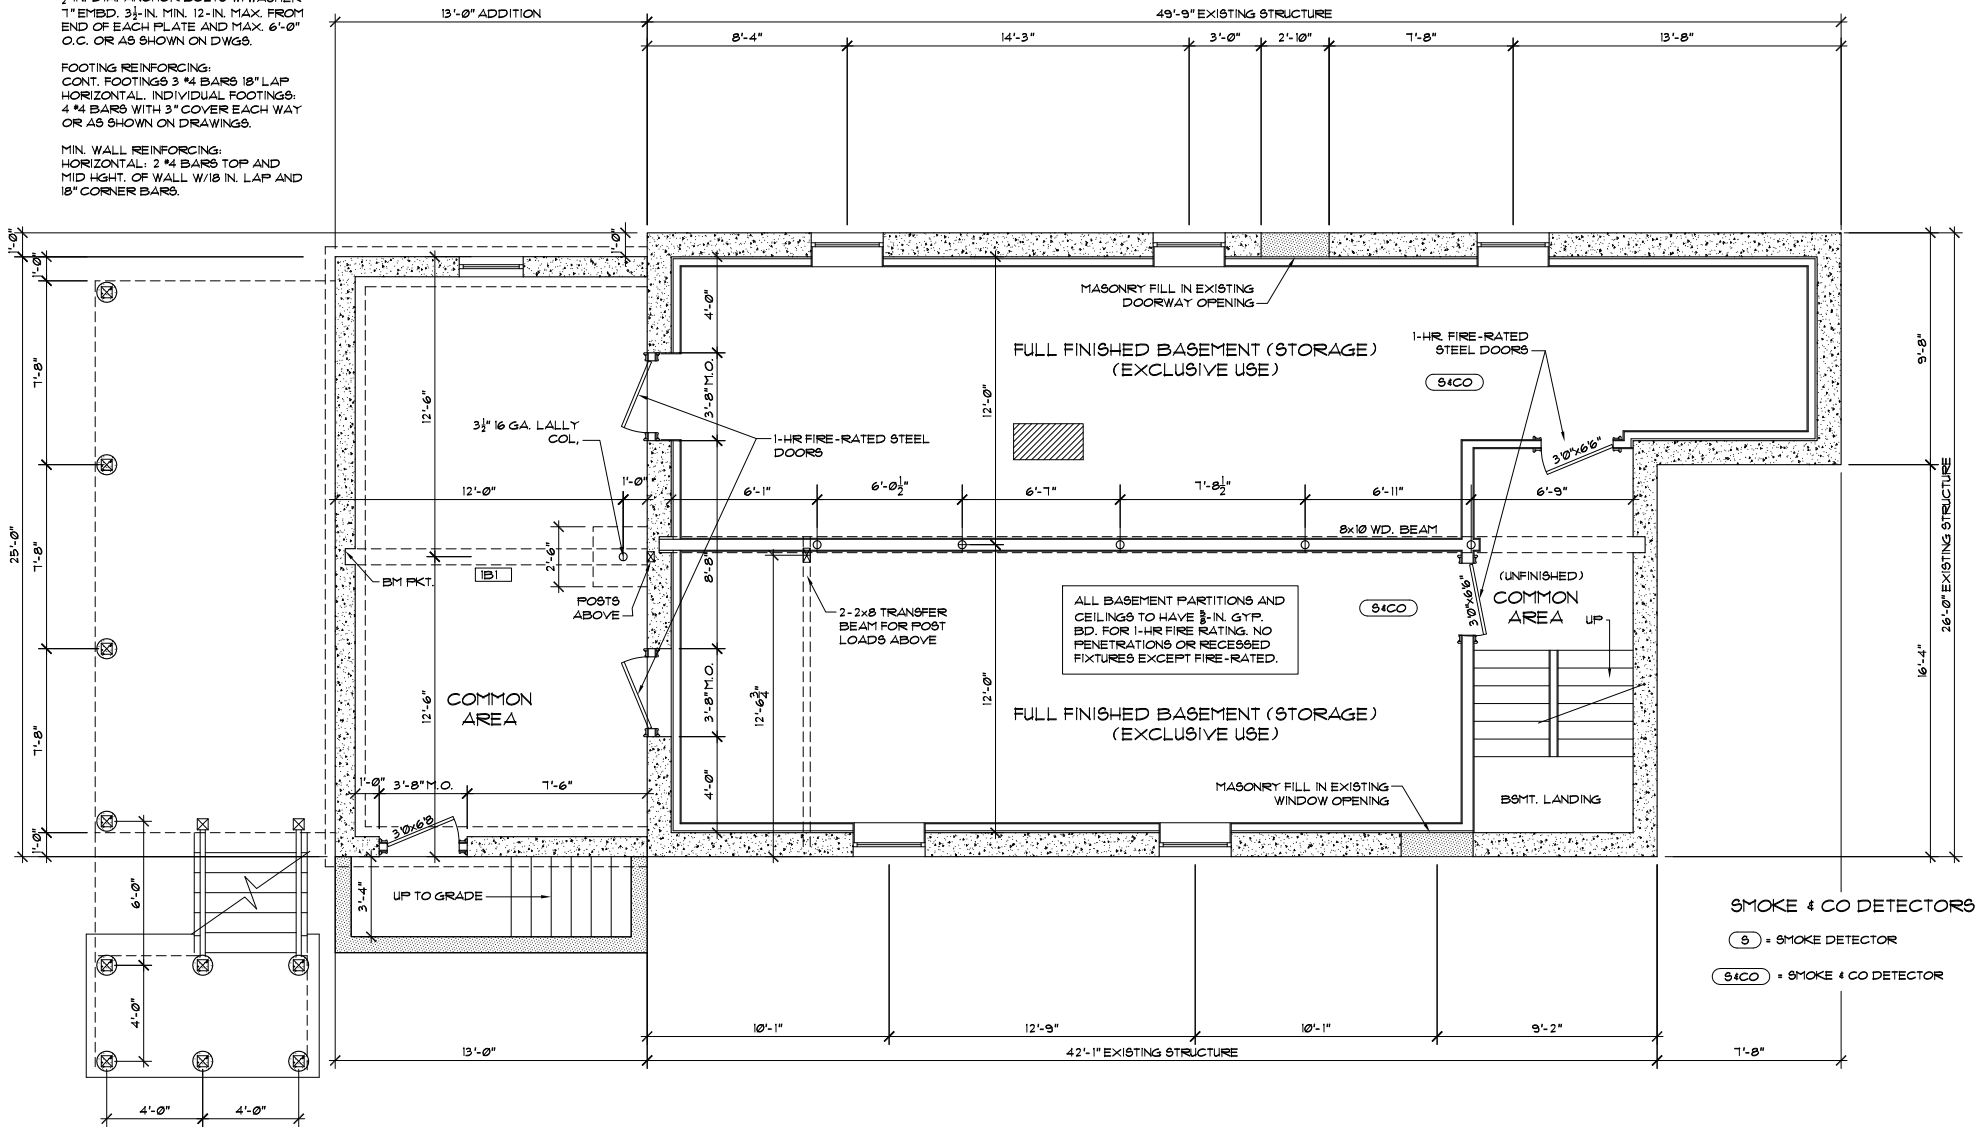 7" EMBD. 3½-IN. MIN. 12-IN. MAX. FROM
END OF EACH PLATE AND MAX. 6'-0"
O.C. OR AS SHOWN ON DWGS.
FOOTING REINFORCING:
CONT. FOOTINGS 3 #4 BARS 18" LAP
HORIZONTAL. INDIVIDUAL FOOTINGS:
4 #4 BARS WITH 3" COVER EACH WAY
OR AS SHOWN ON DRAWINGS.
MIN. WALL REINFORCING:
HORIZONTAL: 2 #4 BARS TOP AND
MID HGHT. OF WALL W/18 IN. LAP AND
18" CORNER BARS.
13'-0" ADDITION
49'-9" EXISTING STRUCTURE
8'-4"
14'-3"
3'-0"
2'-10"
7'-8"
13'-8"
1'-0"
1'-0"
1'-0"
7'-8"
7'-8"
7'-8"
1'-0"
25'-0"
12'-6"
12'-6"
4'-0"
3'-8" M.O.
8'-8"
3'-8" M.O.
4'-0"
12'-0"
12'-0"
MASONRY FILL IN EXISTING
DOORWAY OPENING
FULL FINISHED BASEMENT (STORAGE)
(EXCLUSIVE USE)
1-HR FIRE-RATED
STEEL DOORS
S&CO
9'-8"
3½" 16 GA. LALLY
COL,
1-HR FIRE-RATED STEEL
DOORS
3'0"x6'6"
12'-0"
1'-0"
6'-1"
6'-0½"
6'-7"
7'-8½"
6'-11"
6'-9"
8x10 WD. BEAM
2'-6"
BM PKT.
1B1
POSTS
ABOVE
2-2x8 TRANSFER
BEAM FOR POST
LOADS ABOVE
ALL BASEMENT PARTITIONS AND
CEILINGS TO HAVE ⅝-IN. GYP.
BD. FOR 1-HR FIRE RATING. NO
PENETRATIONS OR RECESSED
FIXTURES EXCEPT FIRE-RATED.
S&CO
3'0"x6'6"
(UNFINISHED)
COMMON
AREA
UP
26'-0" EXISTING STRUCTURE
16'-4"
COMMON
AREA
12'-6¾"
FULL FINISHED BASEMENT (STORAGE)
(EXCLUSIVE USE)
1'-0"
3'-8" M.O.
7'-6"
MASONRY FILL IN EXISTING
WINDOW OPENING
BSMT. LANDING
3'0x6'8
6'-0"
3'-4"
UP TO GRADE
SMOKE & CO DETECTORS
S = SMOKE DETECTOR
S&CO = SMOKE & CO DETECTOR
4'-0"
10'-1"
12'-9"
10'-1"
9'-2"
13'-0"
42'-1" EXISTING STRUCTURE
7'-8"
4'-0"
4'-0"